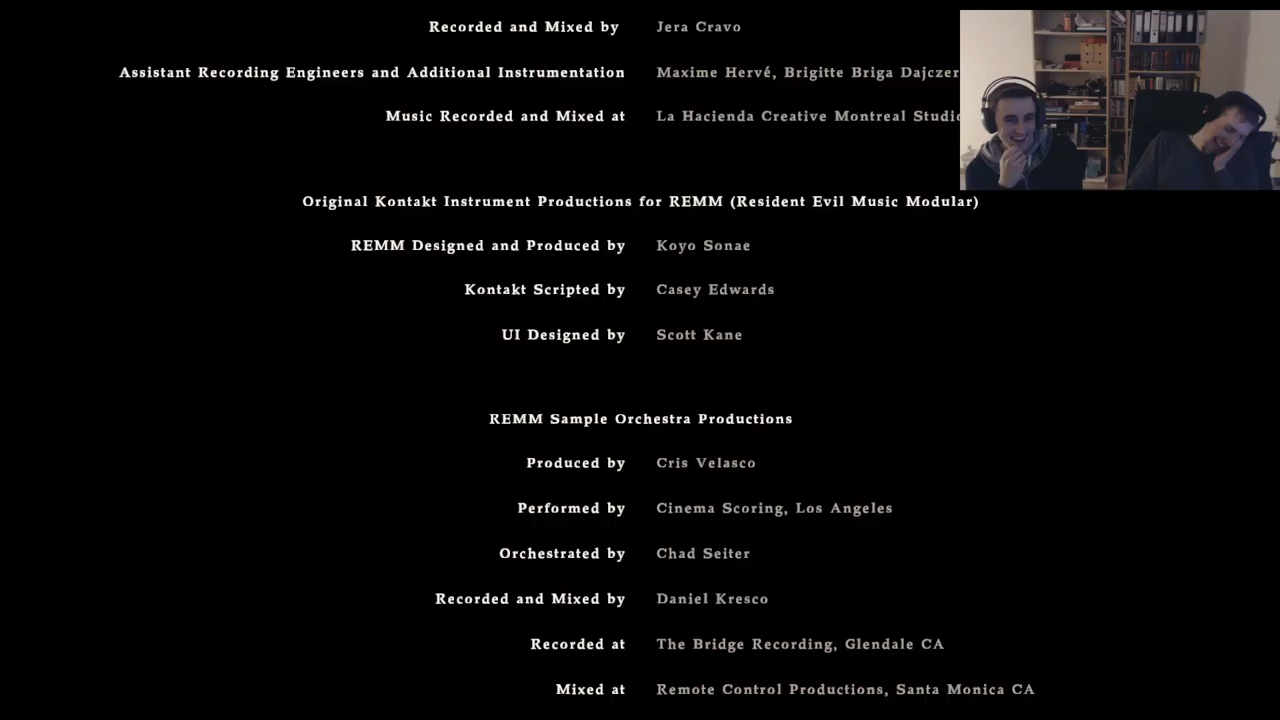 Recorded and Mixed by Jera Cravo
Assistant Recording Engineers and Additional Instrumentation Maxime Hervé, Brigitte Briga Dajczer
Music Recorded and Mixed at La Hacienda Creative Montreal Studio
Original Kontakt Instrument Productions for REMM (Resident Evil Music Modular)
REMM Designed and Produced by Koyo Sonae
Kontakt Scripted by Casey Edwards
UI Designed by Scott Kane
REMM Sample Orchestra Productions
Produced by Cris Velasco
Performed by Cinema Scoring, Los Angeles
Orchestrated by Chad Seiter
Recorded and Mixed by Daniel Kresco
Recorded at The Bridge Recording, Glendale CA
Mixed at Remote Control Productions, Santa Monica CA